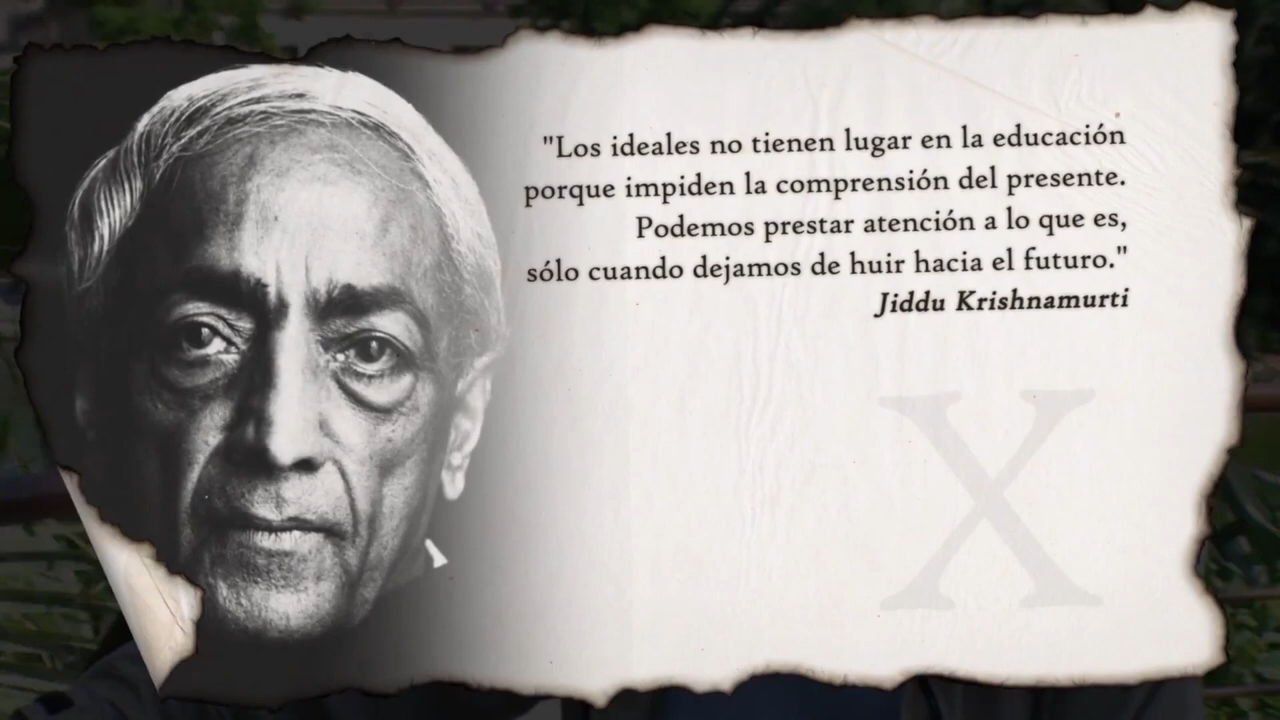 "Los ideales no tienen lugar en la educación
porque impiden la comprensión del presente.
Podemos prestar atención a lo que es,
sólo cuando dejamos de huir hacia el futuro."
Jiddu Krishnamurti
X